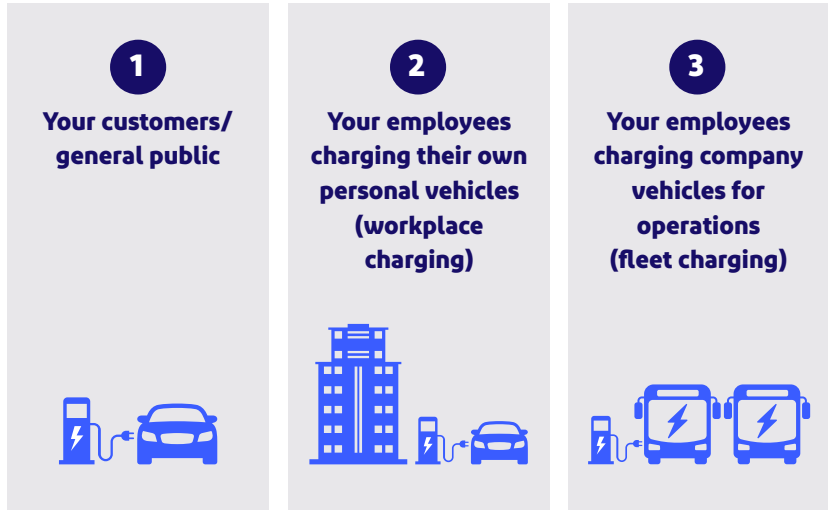 1
Your customers/
general public
2
Your employees
charging their own
personal vehicles
(workplace
charging)
3
Your employees
charging company
vehicles for
operations
(fleet charging)